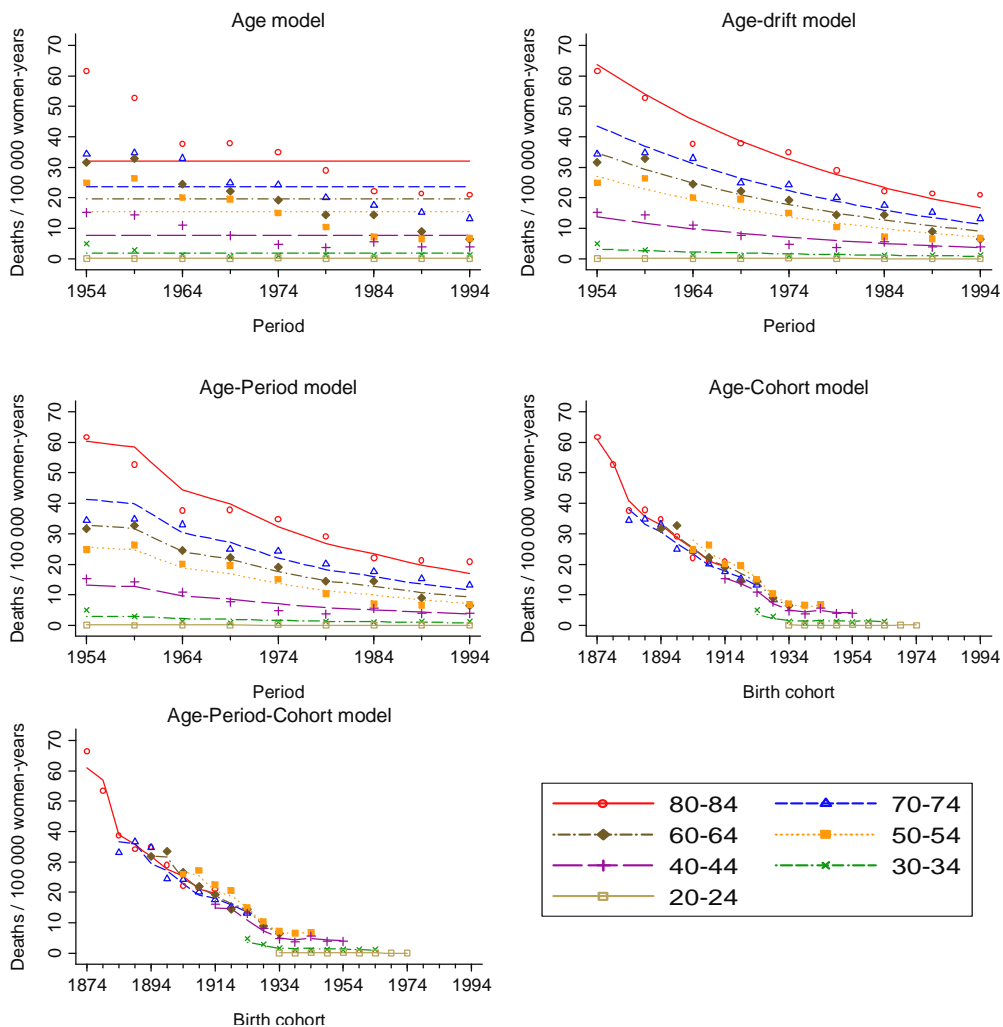 Age model
Deaths / 100 000 women-years
70
60
50
40
30
20
10
0
1954 1964 1974 1984 1994
Period
Age-drift model
Deaths / 100 000 women-years
70
60
50
40
30
20
10
0
1954 1964 1974 1984 1994
Period
Age-Period model
Deaths / 100 000 women-years
70
60
50
40
30
20
10
0
1954 1964 1974 1984 1994
Period
Age-Cohort model
Deaths / 100 000 women-years
70
60
50
40
30
20
10
0
1874 1894 1914 1934 1954 1974 1994
Birth cohort
Age-Period-Cohort model
Deaths / 100 000 women-years
70
60
50
40
30
20
10
0
1874 1894 1914 1934 1954 1974 1994
Birth cohort
80-84 70-74
60-64 50-54
40-44 30-34
20-24